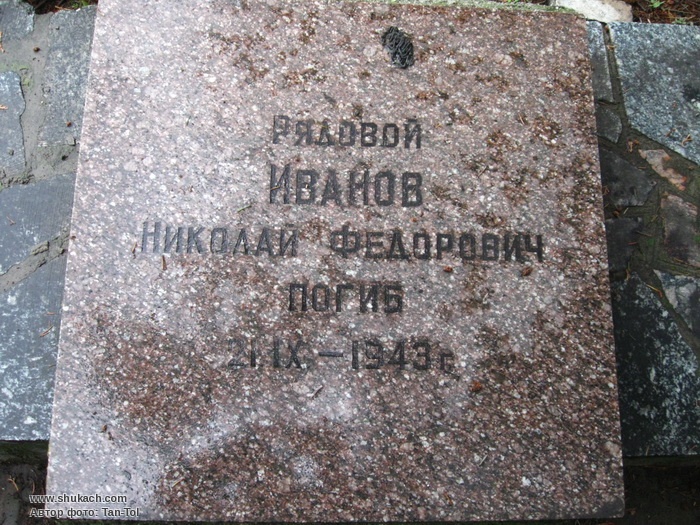 Рядовой
Иванов
Николай Федорович
погиб
21 IX – 1943 г.
www.shukach.com
Автор фото: Tan-Tol